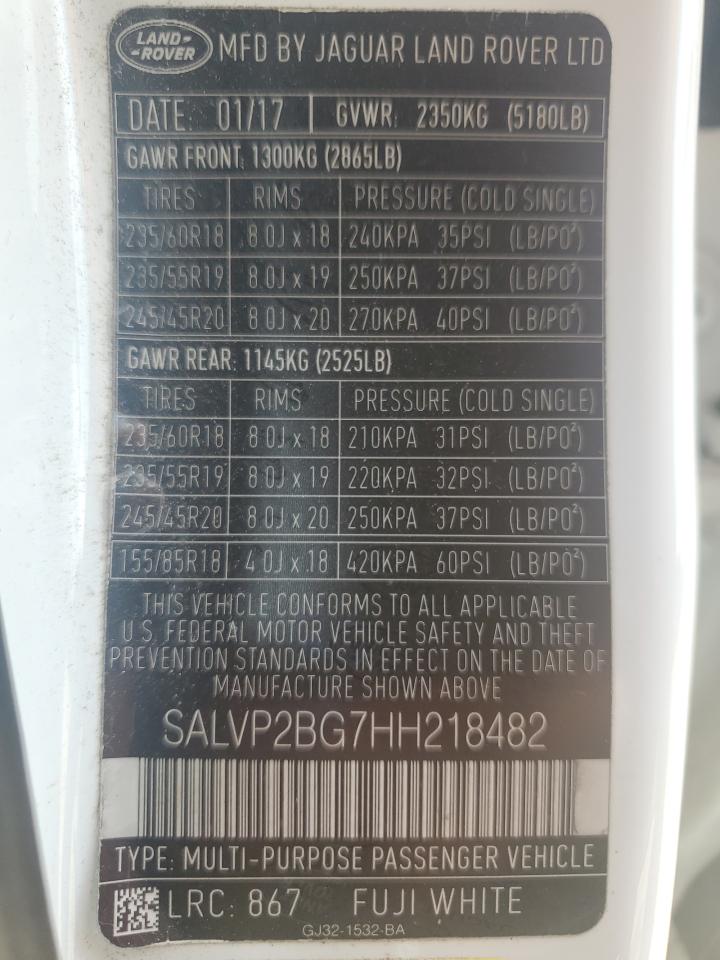 LAND-
-ROVER
MFD BY JAGUAR LAND ROVER LTD
DATE: 01/17 | GVWR: 2350KG (5180LB)
GAWR FRONT: 1300KG (2865LB)
TIRES RIMS PRESSURE (COLD SINGLE)
235/60R18 8.0J x 18 240KPA 35PSI (LB/PO²)
235/55R19 8.0J x 19 250KPA 37PSI (LB/PO²)
245/45R20 8.0J x 20 270KPA 40PSI (LB/PO²)
GAWR REAR: 1145KG (2525LB)
TIRES RIMS PRESSURE (COLD SINGLE)
235/60R18 8.0J x 18 210KPA 31PSI (LB/PO²)
235/55R19 8.0J x 19 220KPA 32PSI (LB/PO²)
245/45R20 8.0J x 20 250KPA 37PSI (LB/PO²)
155/85R18 4.0J x 18 420KPA 60PSI (LB/PO²)
THIS VEHICLE CONFORMS TO ALL APPLICABLE
U.S. FEDERAL MOTOR VEHICLE SAFETY AND THEFT
PREVENTION STANDARDS IN EFFECT ON THE DATE OF
MANUFACTURE SHOWN ABOVE
SALVP2BG7HH218482
TYPE: MULTI-PURPOSE PASSENGER VEHICLE
LRC: 867 FUJI WHITE
GJ32-1532-BA